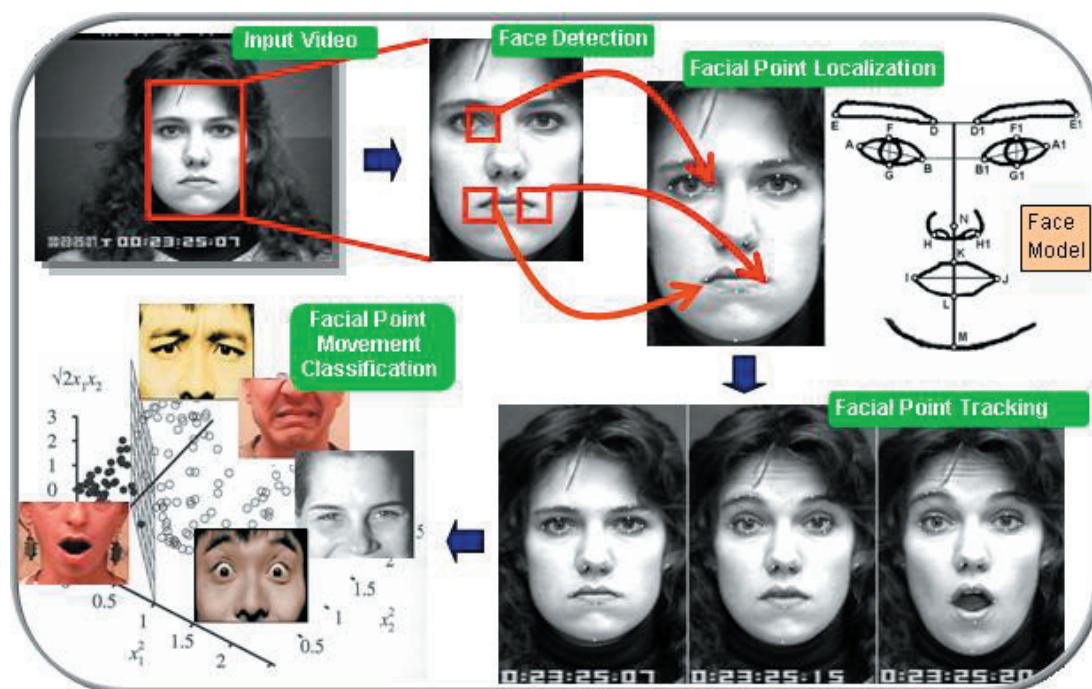 Input Video
Face Detection
Facial Point Localization
E
D
D1
E1
F
F1
A
B
B1
A1
G
G1
N
H
H1
K
I
J
L
M
Face
Model
00:23:25:07
Facial Point
Movement
Classification
√2x₁x₂
3
2
1
0
0.5
1
1.5
2
x₁²
0.5
1
1.5
2
5
x₂²
Facial Point Tracking
0:23:25:07
0:23:25:15
0:23:25:20